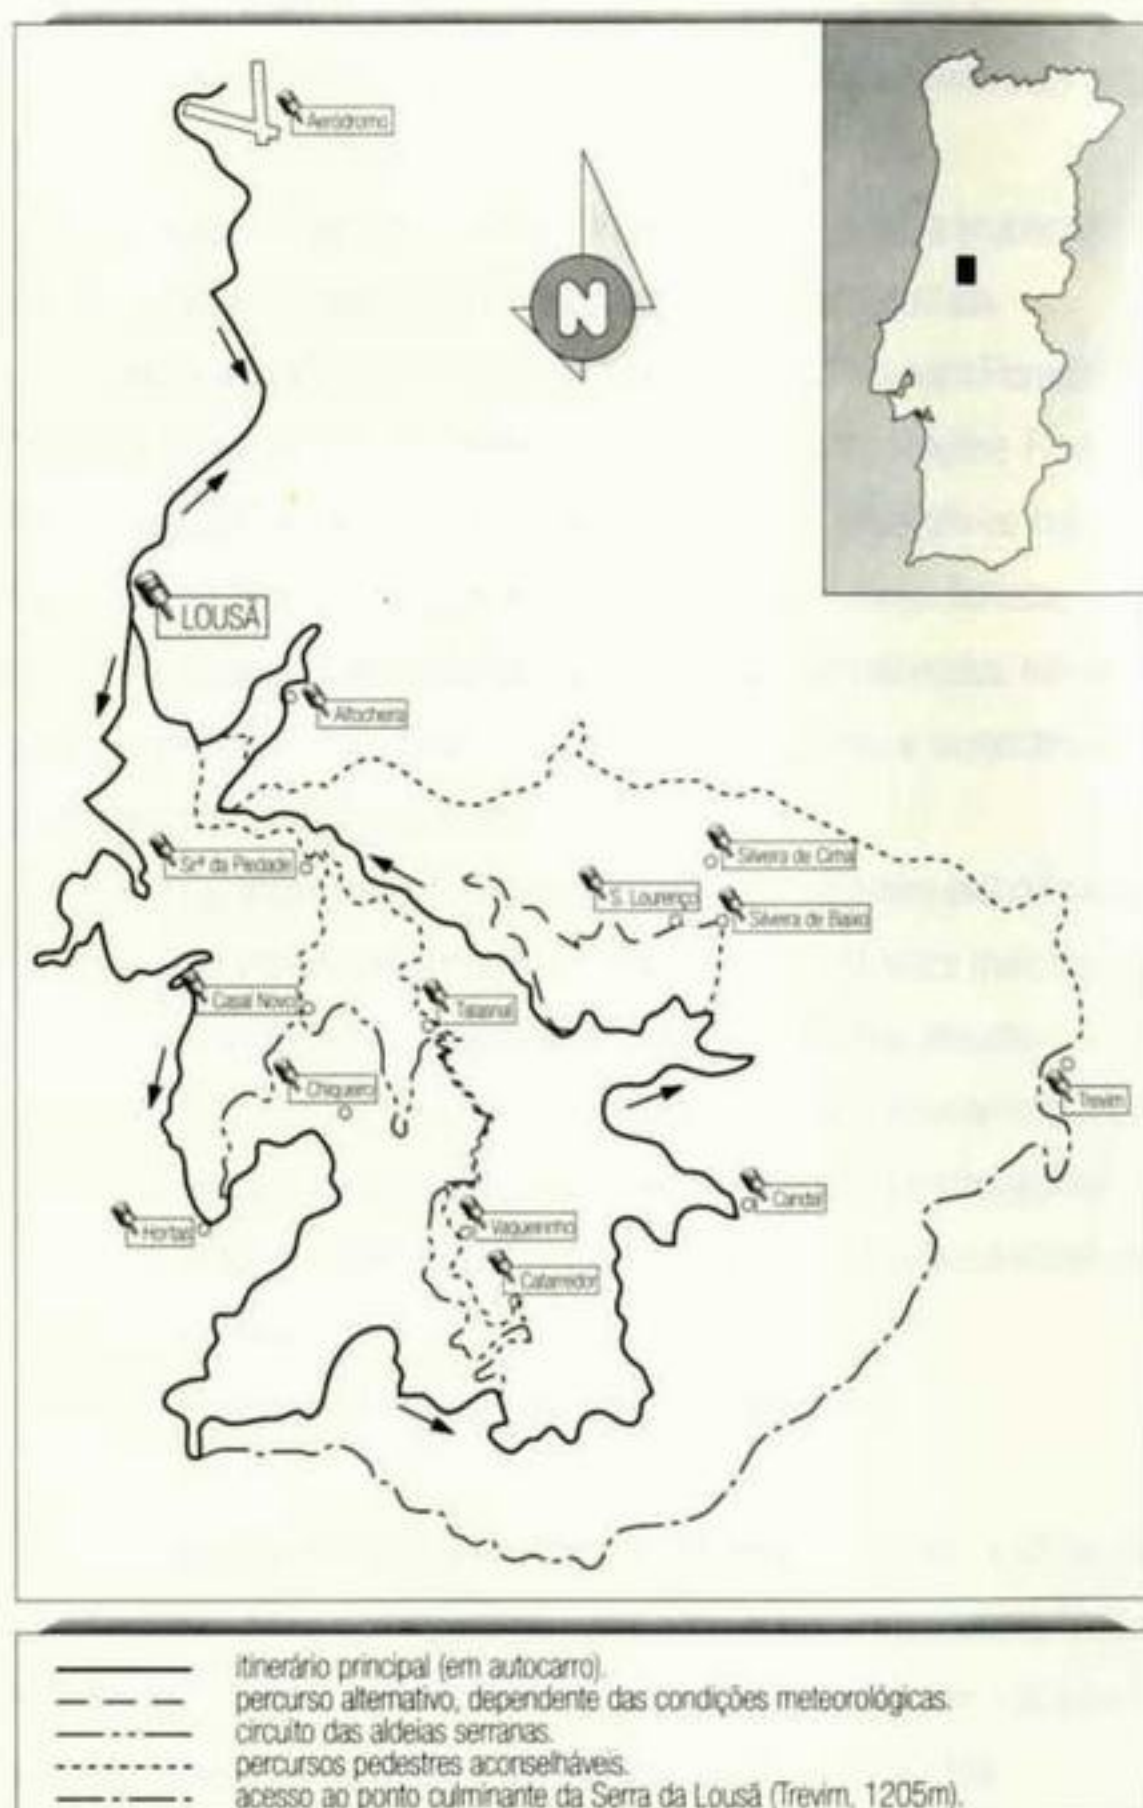 Aeródromo
N
LOUSÃ
Alfocheira
Silveira de Cima
Srª da Piedade
S. Lourenço
Silveira de Baixo
Casal Novo
Talasnal
Chiqueiro
Trevim
Candal
Hortas
Vaqueirinho
Catarredor
itinerário principal (em autocarro).
percurso alternativo, dependente das condições meteorológicas.
circuito das aldeias serranas.
percursos pedestres aconselháveis.
acesso ao ponto culminante da Serra da Lousã (Trevim, 1205m).